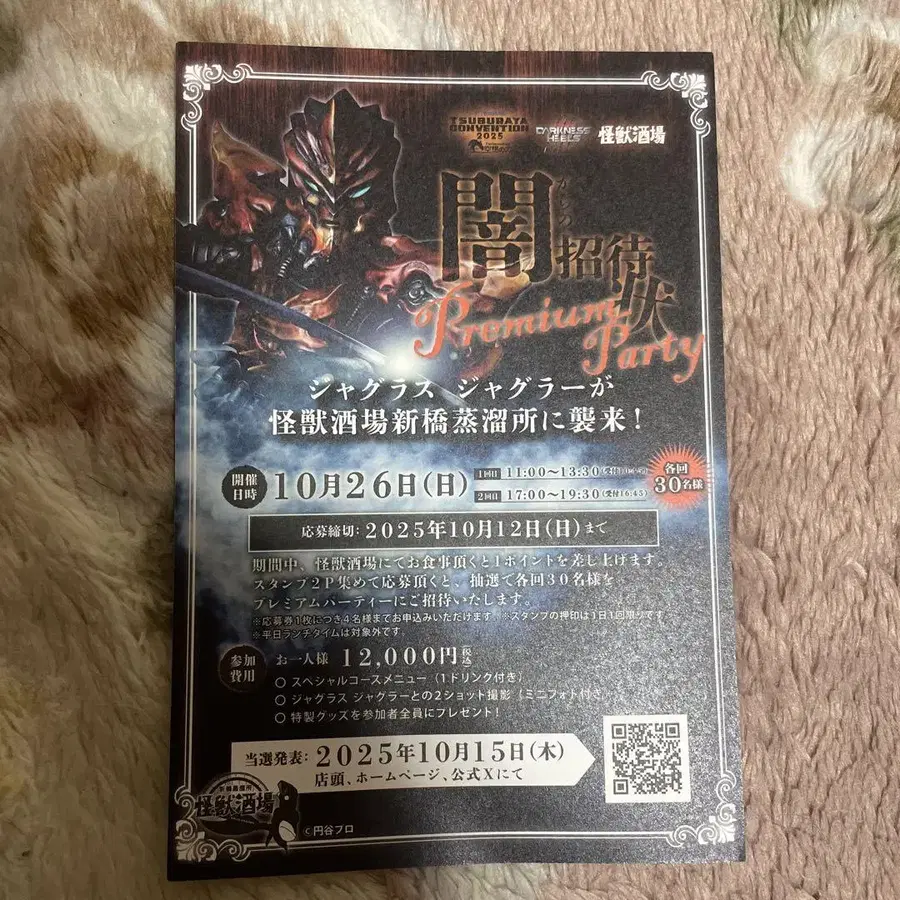 TSUBURAYA
CONVENTION
2025
DARKNESS
HEELS
怪獣酒場
闇
からの
招待状
Premium
Party
ジャグラス ジャグラーが
怪獣酒場新橋蒸溜所に襲来！
開催
日時
10月26日(日)
1回目 11:00〜13:30
2回目 17:00〜19:30(受付16:45)
各回
30名様
応募締切：2025年10月12日(日)まで
期間中、怪獣酒場にてお食事頂くと1ポイントを差し上げます。
スタンプ2P集めて応募頂くと、抽選で各回30名様を
プレミアムパーティーにご招待いたします。
※応募券1枚につき4名様までお申込みいただけます。※スタンプの押印は1日1回限りです。
※平日ランチタイムは対象外です。
参加
費用
お一人様 12,000円税込
○ スペシャルコースメニュー（1ドリンク付き）
○ ジャグラス ジャグラーとの2ショット撮影（ミニフォト付き）
○ 特製グッズを参加者全員にプレゼント！
当選発表：2025年10月15日(木)
店頭、ホームページ、公式Xにて
新橋蒸溜所
怪獣酒場
©円谷プロ